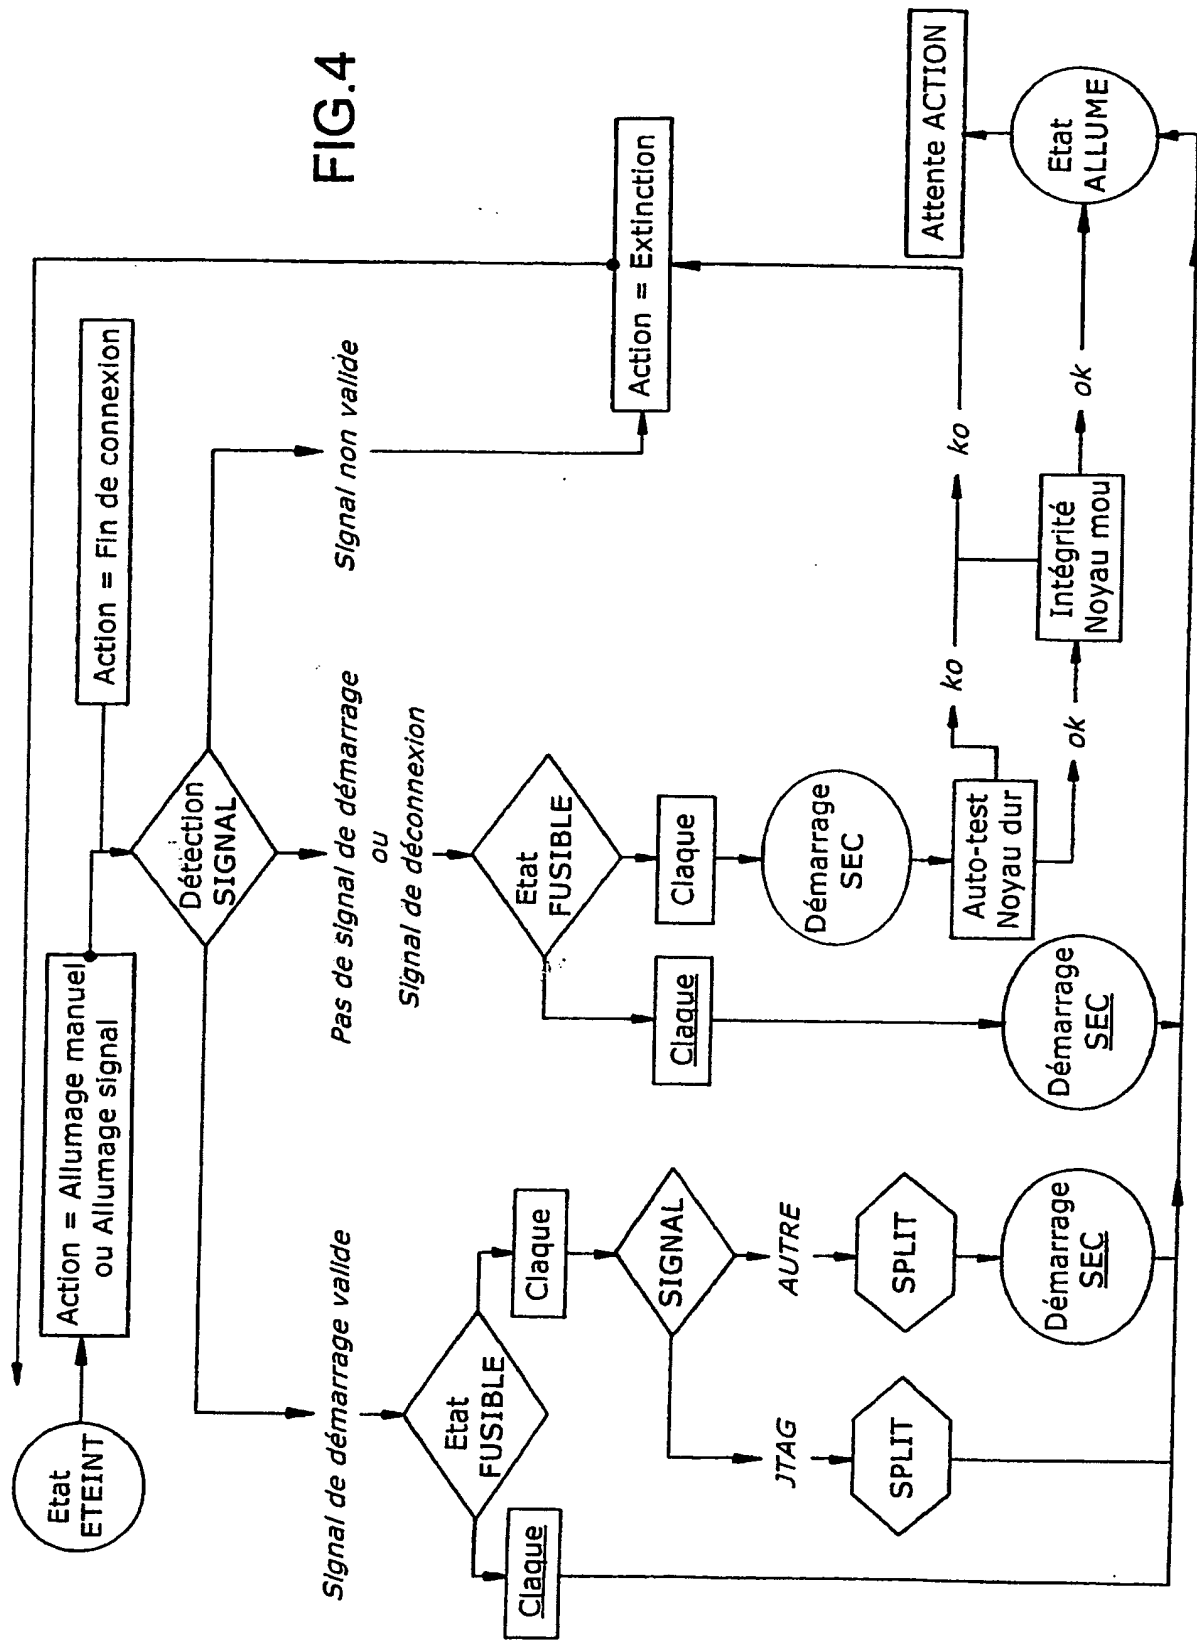 FIG.4
Etat
ETEINT
Action = Allumage manuel
ou Allumage signal
Action = Fin de connexion
Détection
SIGNAL
Signal de démarrage valide
Pas de signal de démarrage
ou
Signal de déconnexion
Signal non valide
Etat
FUSIBLE
Etat
FUSIBLE
Claque
Claque
Claque
Claque
SIGNAL
JTAG
AUTRE
SPLIT
SPLIT
Démarrage
SEC
Démarrage
SEC
Démarrage
SEC
Auto-test
Noyau dur
ko
ok
Intégrité
Noyau mou
ko
ok
Action = Extinction
Attente ACTION
Etat
ALLUME